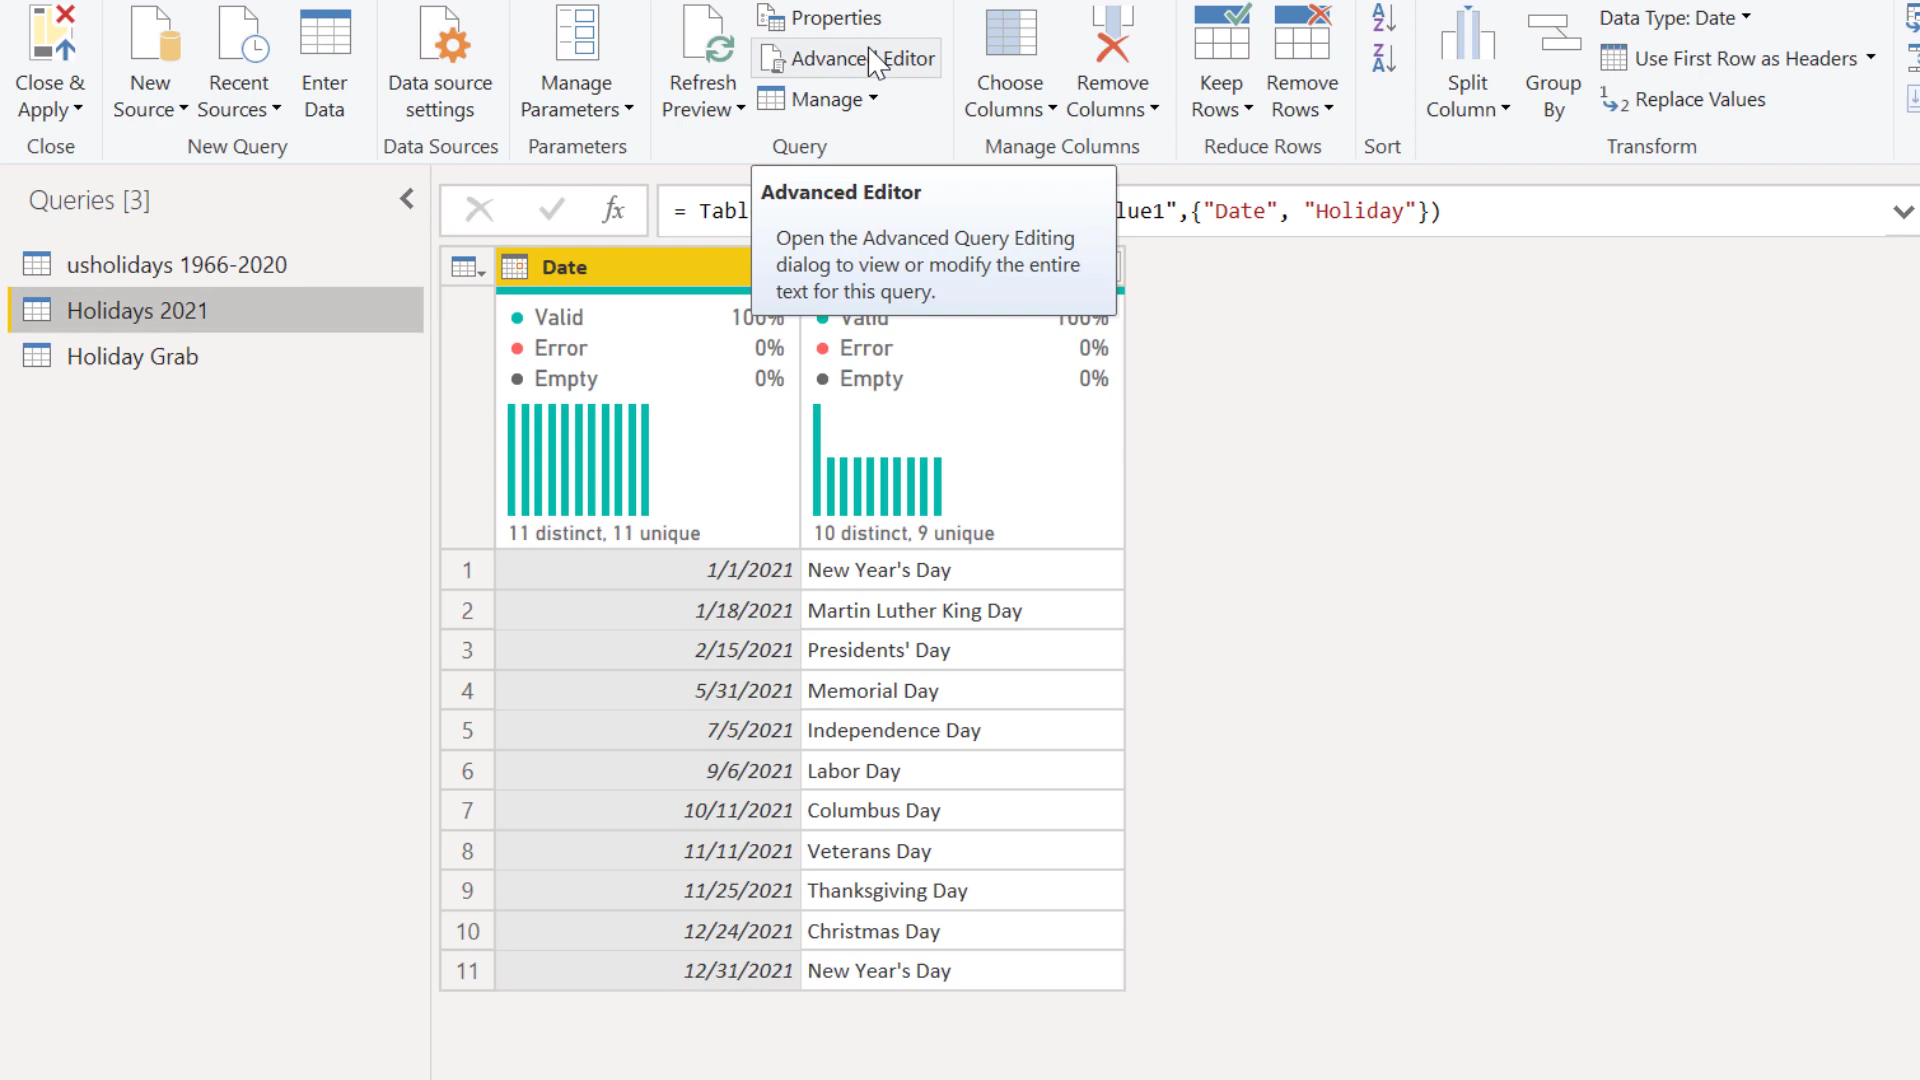 Close &
Apply
Close
New
Source
Recent
Sources
Enter
Data
New Query
Data source
settings
Data Sources
Manage
Parameters
Parameters
Refresh
Preview
Properties
Advanced Editor
Manage
Query
Choose
Columns
Remove
Columns
Manage Columns
Keep
Rows
Remove
Rows
Reduce Rows
A
Z
Z
A
Sort
Split
Column
Group
By
Data Type: Date
Use First Row as Headers
1 2 Replace Values
Transform
Queries [3]
usholidays 1966-2020
Holidays 2021
Holiday Grab
fx
= Tabl
lue1",{"Date", "Holiday"})
Advanced Editor
Open the Advanced Query Editing
dialog to view or modify the entire
text for this query.
Date
Valid 100%
Error 0%
Empty 0%
11 distinct, 11 unique
Valid 100%
Error 0%
Empty 0%
10 distinct, 9 unique
1 1/1/2021 New Year's Day
2 1/18/2021 Martin Luther King Day
3 2/15/2021 Presidents' Day
4 5/31/2021 Memorial Day
5 7/5/2021 Independence Day
6 9/6/2021 Labor Day
7 10/11/2021 Columbus Day
8 11/11/2021 Veterans Day
9 11/25/2021 Thanksgiving Day
10 12/24/2021 Christmas Day
11 12/31/2021 New Year's Day